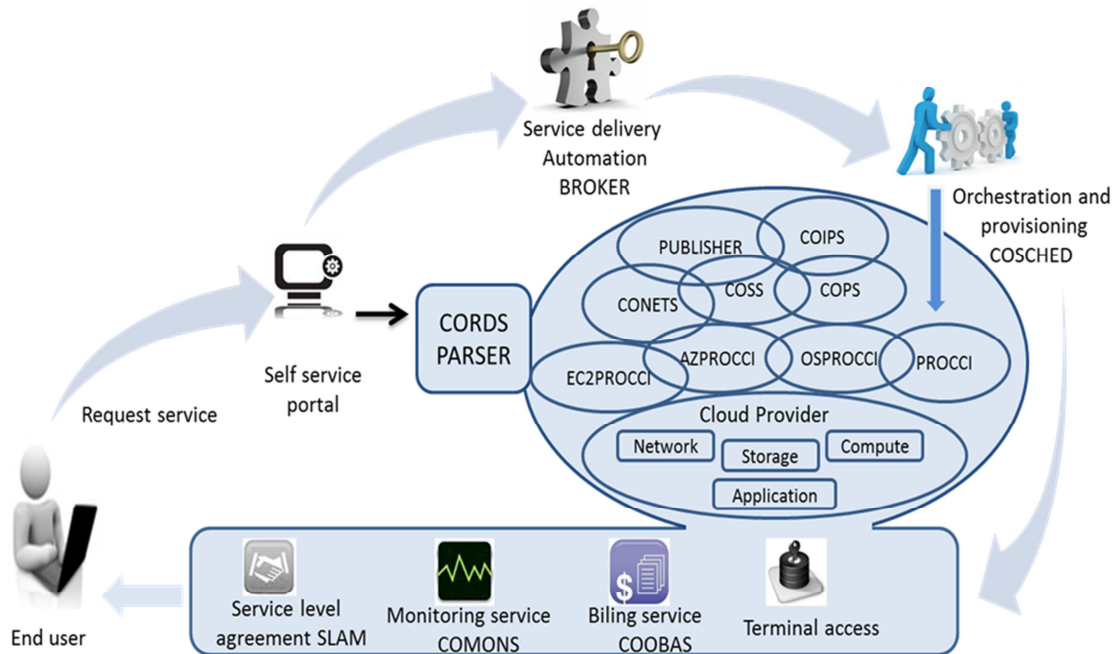 Service delivery
Automation
BROKER
Orchestration and
provisioning
COSCHED
PUBLISHER
COIPS
CONETS
COSS
COPS
CORDS
PARSER
EC2PROCCI
AZPROCCI
OSPROCCI
PROCCI
Self service
portal
Request service
Cloud Provider
Network
Storage
Compute
Application
End user
Service level
agreement SLAM
Monitoring service
COMONS
$
Biling service
COOBAS
Terminal access